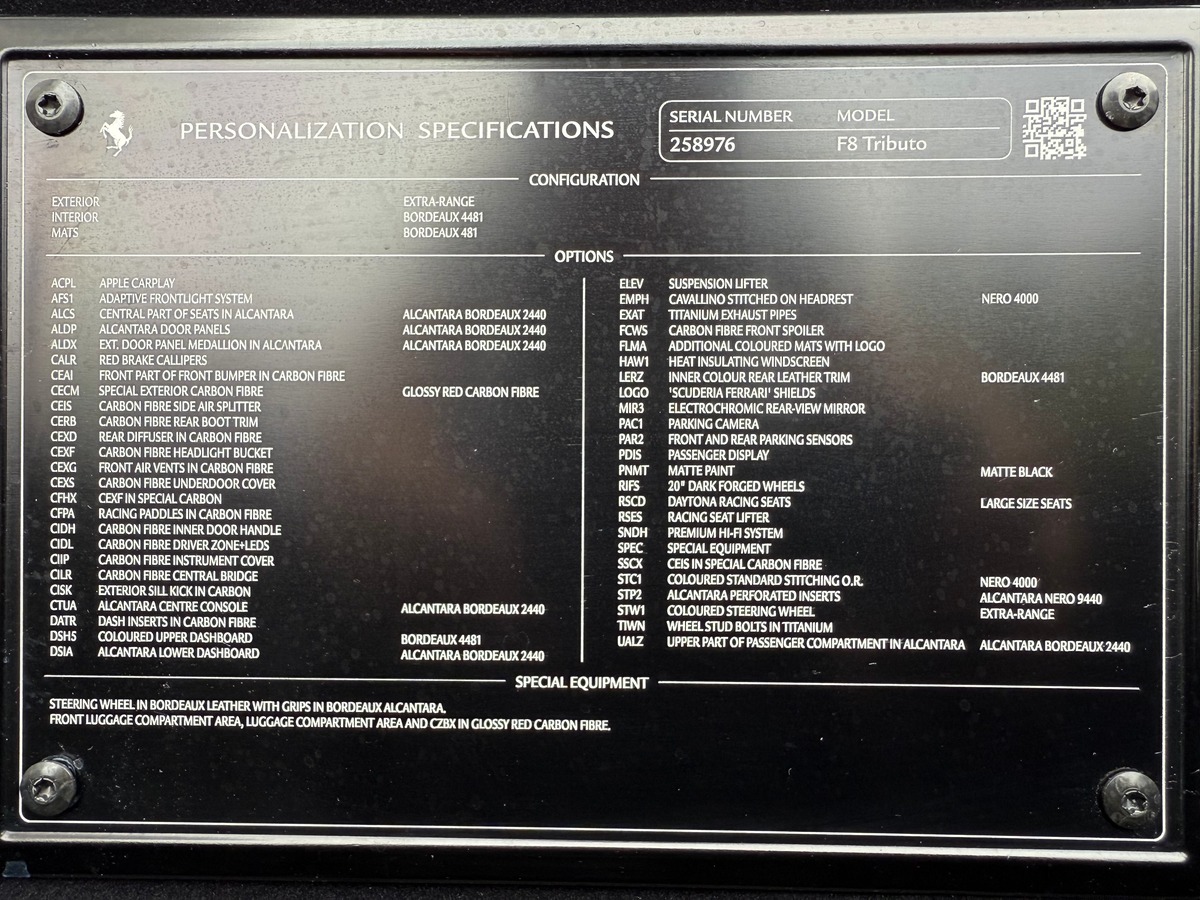 PERSONALIZATION SPECIFICATIONS
SERIAL NUMBER MODEL
258976 F8 Tributo
CONFIGURATION
EXTERIOR EXTRA-RANGE
INTERIOR BORDEAUX 4481
MATS BORDEAUX 481
OPTIONS
ACPL APPLE CARPLAY
AFS1 ADAPTIVE FRONTLIGHT SYSTEM
ALCS CENTRAL PART OF SEATS IN ALCANTARA ALCANTARA BORDEAUX 2440
ALDP ALCANTARA DOOR PANELS ALCANTARA BORDEAUX 2440
ALDX EXT. DOOR PANEL MEDALLION IN ALCANTARA ALCANTARA BORDEAUX 2440
CALR RED BRAKE CALLIPERS
CEAI FRONT PART OF FRONT BUMPER IN CARBON FIBRE
CECM SPECIAL EXTERIOR CARBON FIBRE GLOSSY RED CARBON FIBRE
CEIS CARBON FIBRE SIDE AIR SPLITTER
CERB CARBON FIBRE REAR BOOT TRIM
CEXD REAR DIFFUSER IN CARBON FIBRE
CEXF CARBON FIBRE HEADLIGHT BUCKET
CEXG FRONT AIR VENTS IN CARBON FIBRE
CEXS CARBON FIBRE UNDERDOOR COVER
CFHX CEXF IN SPECIAL CARBON
CFPA RACING PADDLES IN CARBON FIBRE
CIDH CARBON FIBRE INNER DOOR HANDLE
CIDL CARBON FIBRE DRIVER ZONE+LEDS
CIIP CARBON FIBRE INSTRUMENT COVER
CILR CARBON FIBRE CENTRAL BRIDGE
CISK EXTERIOR SILL KICK IN CARBON
CTUA ALCANTARA CENTRE CONSOLE ALCANTARA BORDEAUX 2440
DATR DASH INSERTS IN CARBON FIBRE
DSH5 COLOURED UPPER DASHBOARD BORDEAUX 4481
DSIA ALCANTARA LOWER DASHBOARD ALCANTARA BORDEAUX 2440
ELEV SUSPENSION LIFTER
EMPH CAVALLINO STITCHED ON HEADREST NERO 4000
EXAT TITANIUM EXHAUST PIPES
FCWS CARBON FIBRE FRONT SPOILER
FLMA ADDITIONAL COLOURED MATS WITH LOGO
HAW1 HEAT INSULATING WINDSCREEN
LERZ INNER COLOUR REAR LEATHER TRIM BORDEAUX 4481
LOGO 'SCUDERIA FERRARI' SHIELDS
MIR3 ELECTROCHROMIC REAR-VIEW MIRROR
PAC1 PARKING CAMERA
PAR2 FRONT AND REAR PARKING SENSORS
PDIS PASSENGER DISPLAY
PNMT MATTE PAINT MATTE BLACK
RIFS 20" DARK FORGED WHEELS
RSCD DAYTONA RACING SEATS LARGE SIZE SEATS
RSES RACING SEAT LIFTER
SNDH PREMIUM HI-FI SYSTEM
SPEC SPECIAL EQUIPMENT
SSCX CEIS IN SPECIAL CARBON FIBRE
STC1 COLOURED STANDARD STITCHING O.R. NERO 4000
STP2 ALCANTARA PERFORATED INSERTS ALCANTARA NERO 9440
STW1 COLOURED STEERING WHEEL EXTRA-RANGE
TIWN WHEEL STUD BOLTS IN TITANIUM
UALZ UPPER PART OF PASSENGER COMPARTMENT IN ALCANTARA ALCANTARA BORDEAUX 2440
SPECIAL EQUIPMENT
STEERING WHEEL IN BORDEAUX LEATHER WITH GRIPS IN BORDEAUX ALCANTARA.
FRONT LUGGAGE COMPARTMENT AREA, LUGGAGE COMPARTMENT AREA AND CZBX IN GLOSSY RED CARBON FIBRE.